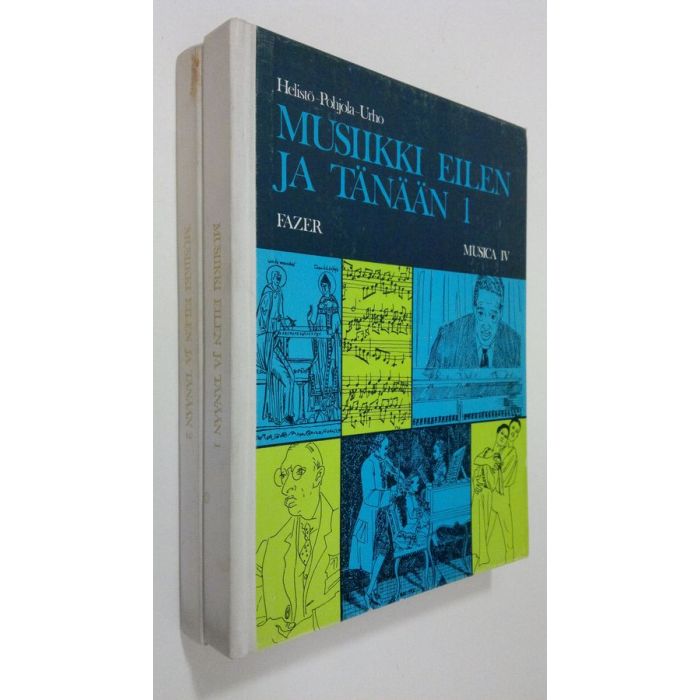 Helistö-Pohjola-Urho
MUSIIKKI EILEN
JA TÄNÄÄN 1
FAZER
MUSICA IV
MUSIIKKI EILEN JA TÄNÄÄN 1
MUSIIKKI EILEN JA TÄNÄÄN 2